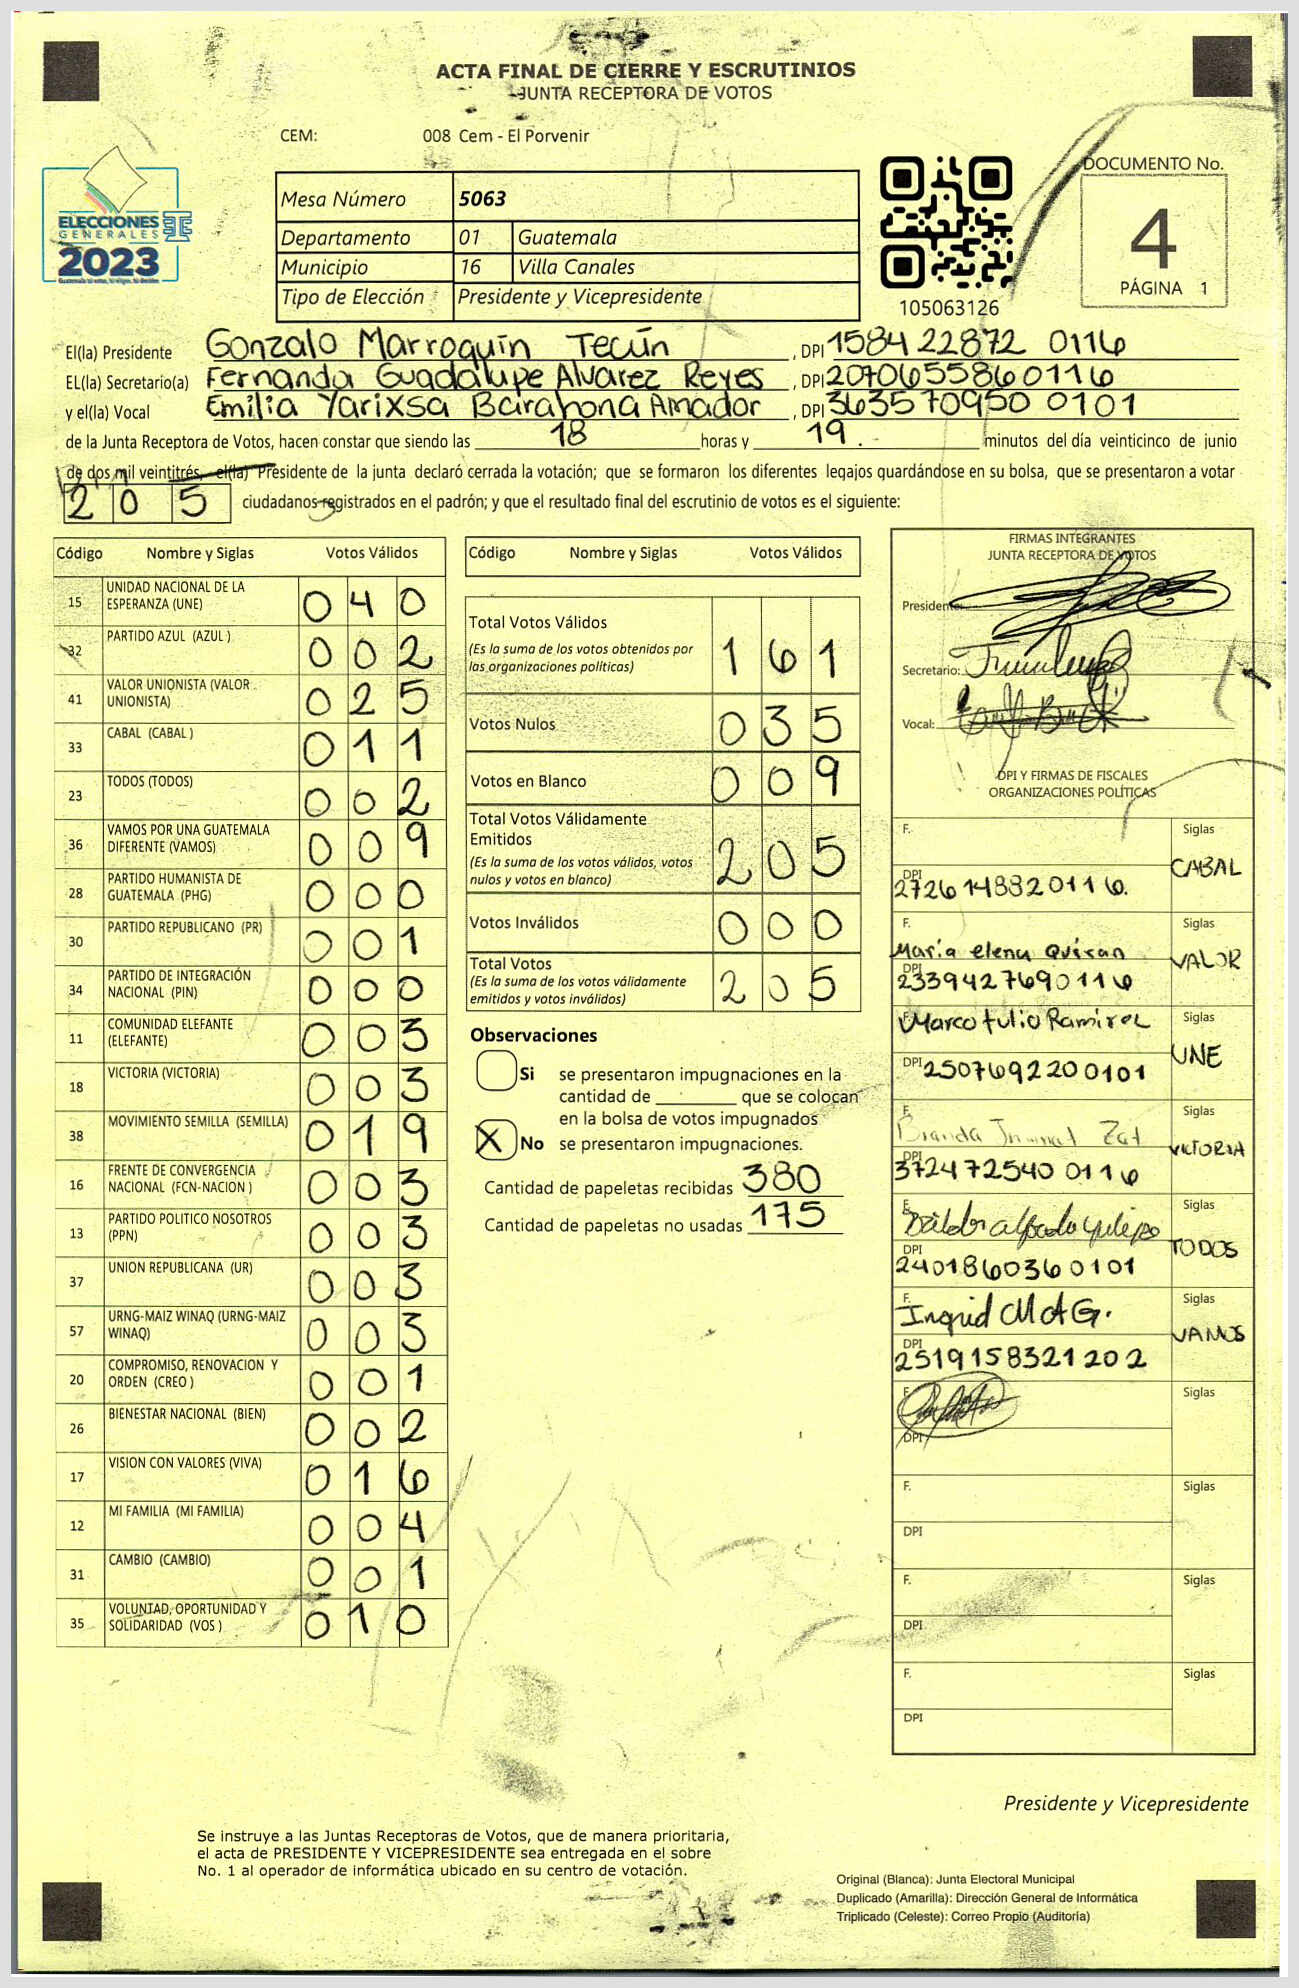 ACTA FINAL DE CIERRE Y ESCRUTINIOS
JUNTA RECEPTORA DE VOTOS
CEM: 008 Cem - El Porvenir
ELECCIONES
GENERALES
2023
Mesa Número 5063
Departamento 01 Guatemala
Municipio 16 Villa Canales
Tipo de Elección Presidente y Vicepresidente
105063126
DOCUMENTO No.
4
PÁGINA 1
El(la) Presidente Gonzalo Marroquín Tecún, DPI 1584 22872 0116
EL(la) Secretario(a) Fernanda Guadalupe Alvarez Reyes, DPI 2070655860116
y el(la) Vocal Emilia Yarixsa Barahona Amador, DPI 363570950 0101
de la Junta Receptora de Votos, hacen constar que siendo las 18 horas y 19. minutos del día veinticinco de junio
de dos mil veintitrés, el(la) Presidente de la junta declaró cerrada la votación; que se formaron los diferentes legajos quardándose en su bolsa, que se presentaron a votar
205 ciudadanos registrados en el padrón; y que el resultado final del escrutinio de votos es el siguiente:
Código Nombre y Siglas Votos Válidos
15 UNIDAD NACIONAL DE LA ESPERANZA (UNE) 0 4 0
32 PARTIDO AZUL (AZUL ) 0 0 2
41 VALOR UNIONISTA (VALOR UNIONISTA) 0 2 5
33 CABAL (CABAL ) 0 1 1
23 TODOS (TODOS) 0 0 2
36 VAMOS POR UNA GUATEMALA DIFERENTE (VAMOS) 0 0 9
28 PARTIDO HUMANISTA DE GUATEMALA (PHG) 0 0 0
30 PARTIDO REPUBLICANO (PR) 0 0 1
34 PARTIDO DE INTEGRACIÓN NACIONAL (PIN) 0 0 0
11 COMUNIDAD ELEFANTE (ELEFANTE) 0 0 3
18 VICTORIA (VICTORIA) 0 0 3
38 MOVIMIENTO SEMILLA (SEMILLA) 0 1 9
16 FRENTE DE CONVERGENCIA NACIONAL (FCN-NACION ) 0 0 3
13 PARTIDO POLITICO NOSOTROS (PPN) 0 0 3
37 UNION REPUBLICANA (UR) 0 0 3
57 URNG-MAIZ WINAQ (URNG-MAIZ WINAQ) 0 0 3
20 COMPROMISO, RENOVACION Y ORDEN (CREO ) 0 0 1
26 BIENESTAR NACIONAL (BIEN) 0 0 2
17 VISION CON VALORES (VIVA) 0 1 6
12 MI FAMILIA (MI FAMILIA) 0 0 4
31 CAMBIO (CAMBIO) 0 0 1
35 VOLUNTAD, OPORTUNIDAD Y SOLIDARIDAD (VOS ) 0 1 0
Código Nombre y Siglas Votos Válidos
Total Votos Válidos
(Es la suma de los votos obtenidos por
las organizaciones políticas) 1 6 1
Votos Nulos 0 3 5
Votos en Blanco 0 0 9
Total Votos Válidamente
Emitidos
(Es la suma de los votos válidos, votos
nulos y votos en blanco) 2 0 5
Votos Inválidos 0 0 0
Total Votos
(Es la suma de los votos válidamente
emitidos y votos inválidos) 2 0 5
Observaciones
Si se presentaron impugnaciones en la
cantidad de ________ que se colocan
en la bolsa de votos impugnados
X No se presentaron impugnaciones.
Cantidad de papeletas recibidas 380
Cantidad de papeletas no usadas 175
FIRMAS INTEGRANTES
JUNTA RECEPTORA DE VOTOS
Presidente:
Secretario:
Vocal:
DPI Y FIRMAS DE FISCALES
ORGANIZACIONES POLÍTICAS
F. Siglas
DPI 2726148820116. CABAL
F. Maria elena Siglas
DPI 2339427690116 VALOR
Marco tulio Ramirez Siglas
DPI 2507692200101 UNE
F. Siglas
DPI 372472540 0116 VICTORIA
F. Siglas
DPI 2401860360101 TODOS
F. Ingrid M A G. Siglas
DPI 2519158321202 VAMOS
F. Siglas
DPI
F. Siglas
DPI
F. Siglas
DPI
F. Siglas
DPI
Presidente y Vicepresidente
Se instruye a las Juntas Receptoras de Votos, que de manera prioritaria,
el acta de PRESIDENTE Y VICEPRESIDENTE sea entregada en el sobre
No. 1 al operador de informática ubicado en su centro de votación.
Original (Blanca): Junta Electoral Municipal
Duplicado (Amarilla): Dirección General de Informática
Triplicado (Celeste): Correo Propio (Auditoría)